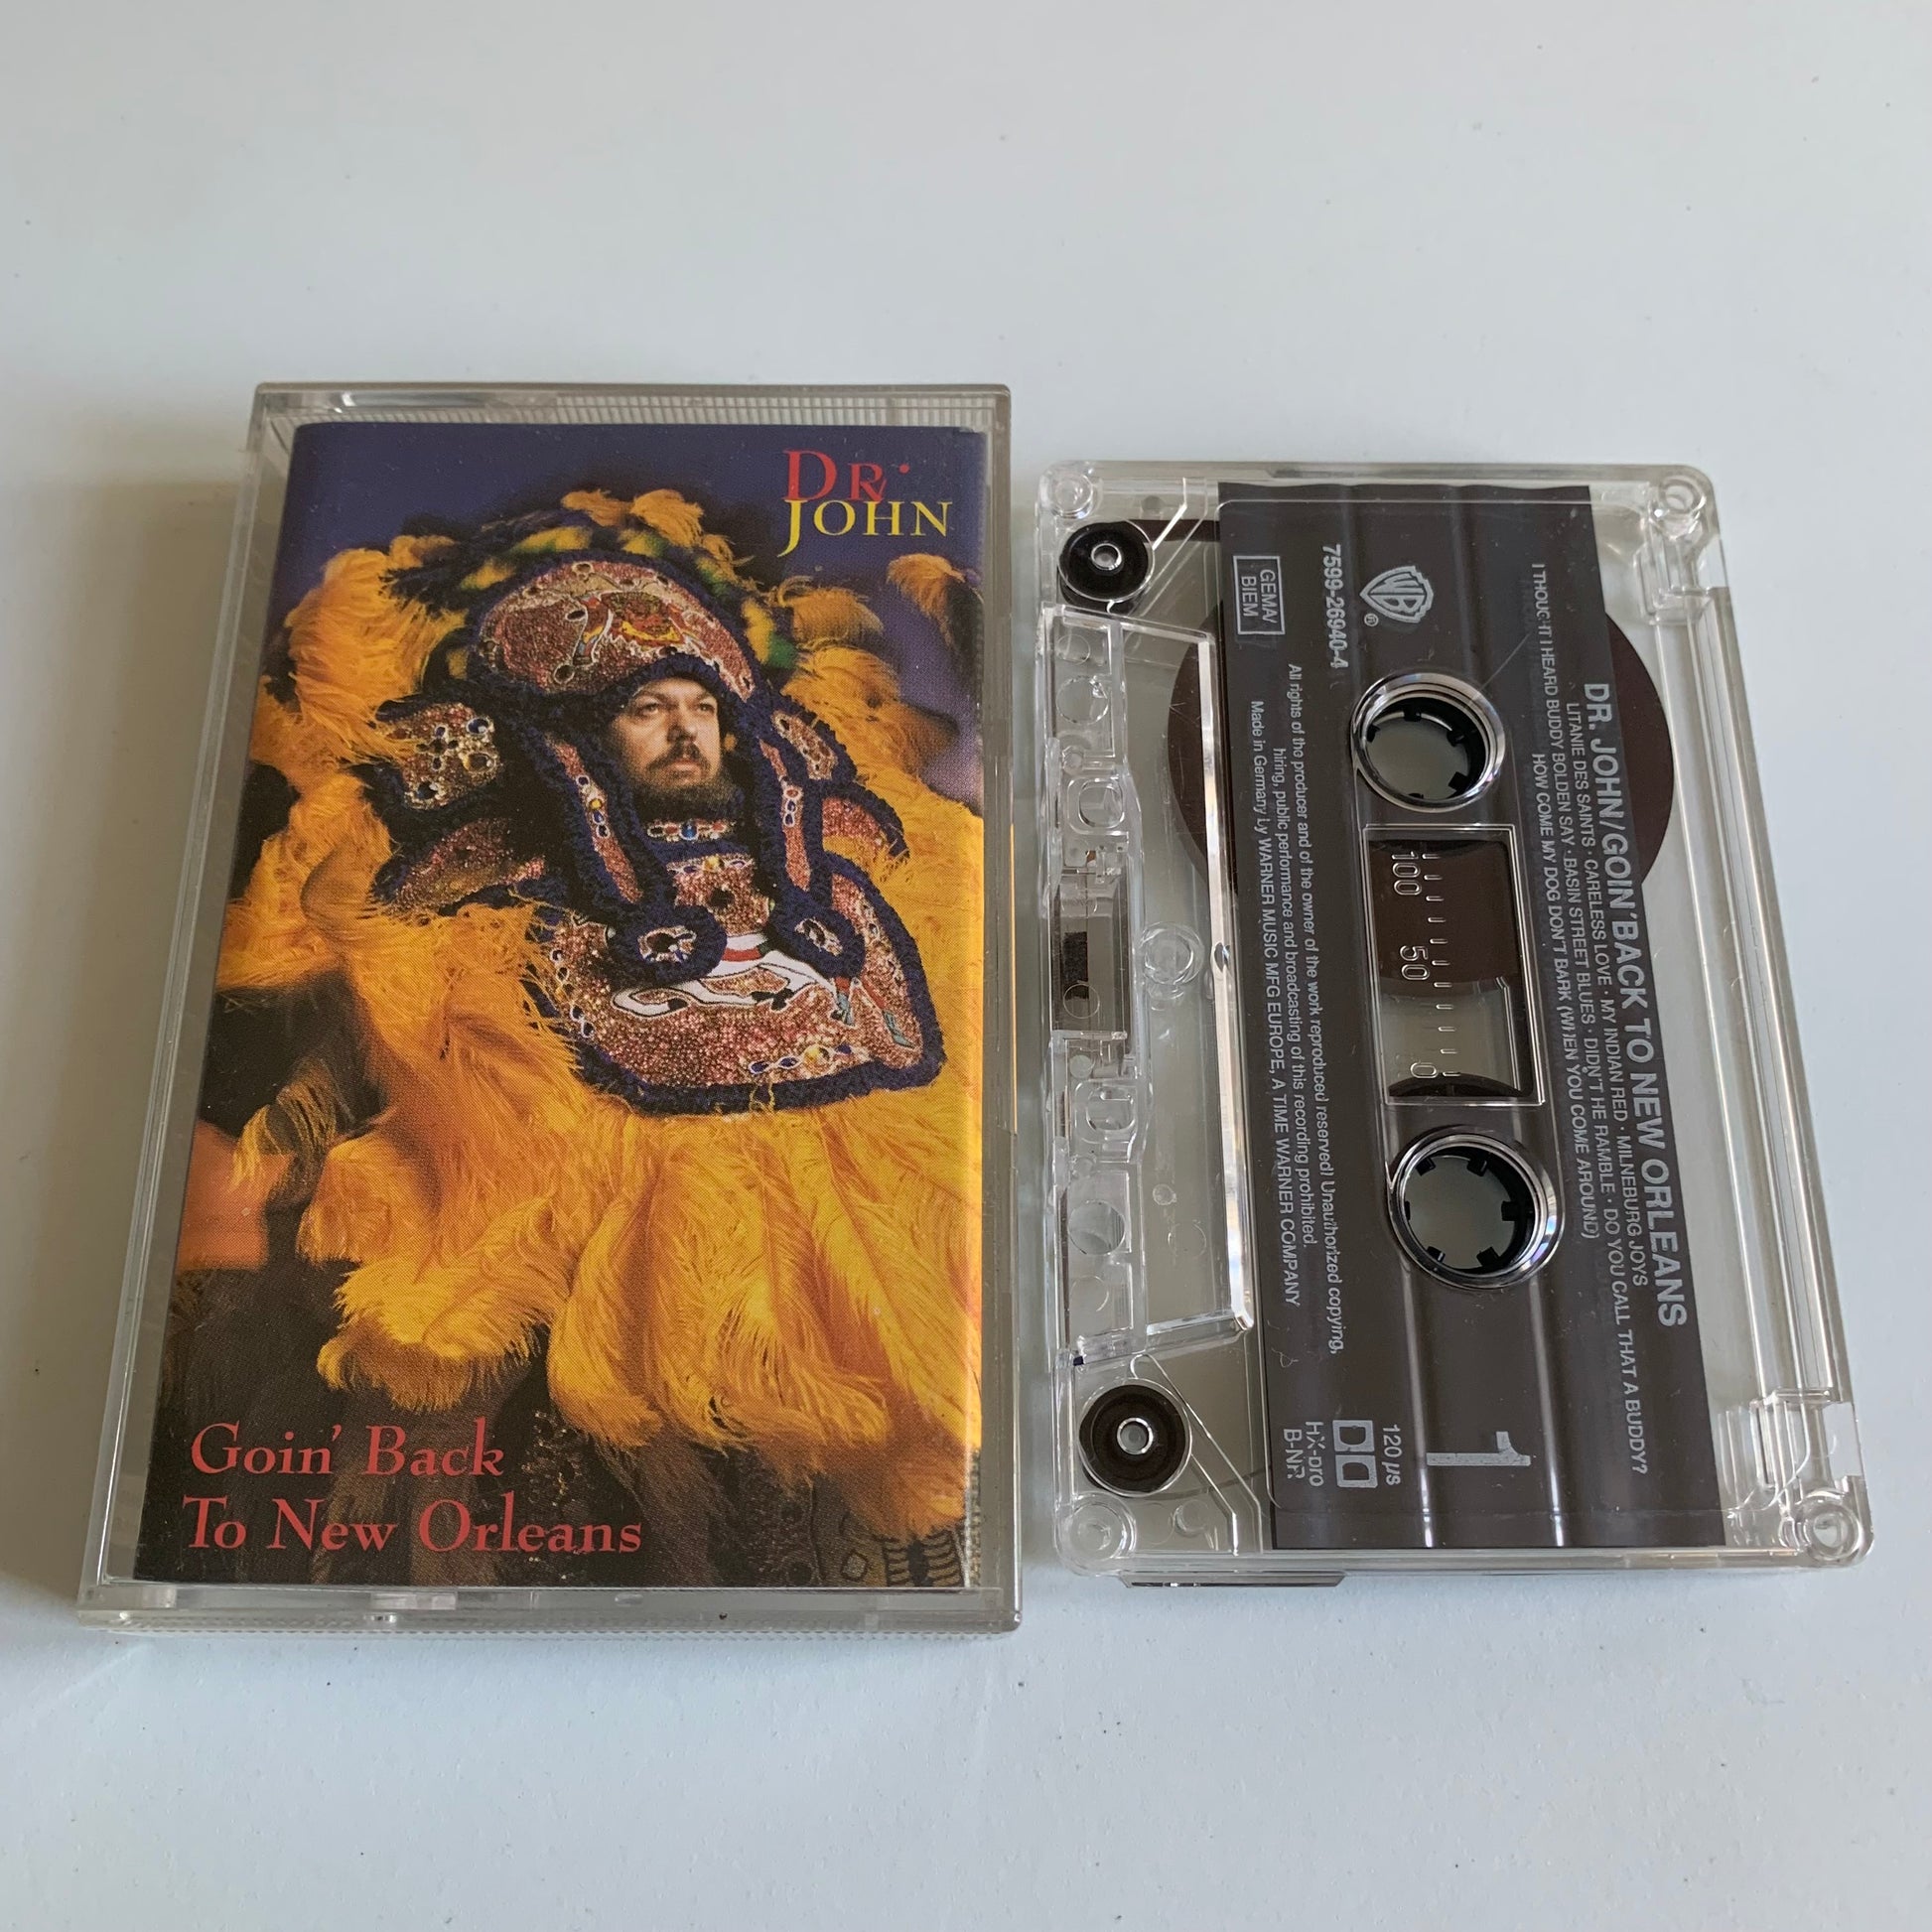 DR.
JOHN
Goin' Back
To New Orleans
DR. JOHN/GOIN'BACK TO NEW ORLEANS
LITANIE DES SAINTS · CARELESS LOVE · MY INDIAN RED · MILNEBURG JOYS
I THOUGHT I HEARD BUDDY BOLDEN SAY · BASIN STREET BLUES · DIDN'T HE RAMBLE · DO YOU CALL THAT A BUDDY?
HOW COME MY DOG DON'T BARK (WHEN YOU COME AROUND)
WB
®
1
100 50 0
7599-26940-4
120 µs
GEMA/
BIEM
All rights of the producer and of the owner of the work reproduced reserved! Unauthorized copying,
hiring, public performance and broadcasting of this recording prohibited.
Made in Germany by WARNER MUSIC MFG EUROPE, A TIME WARNER COMPANY
HX-pro
B-NR